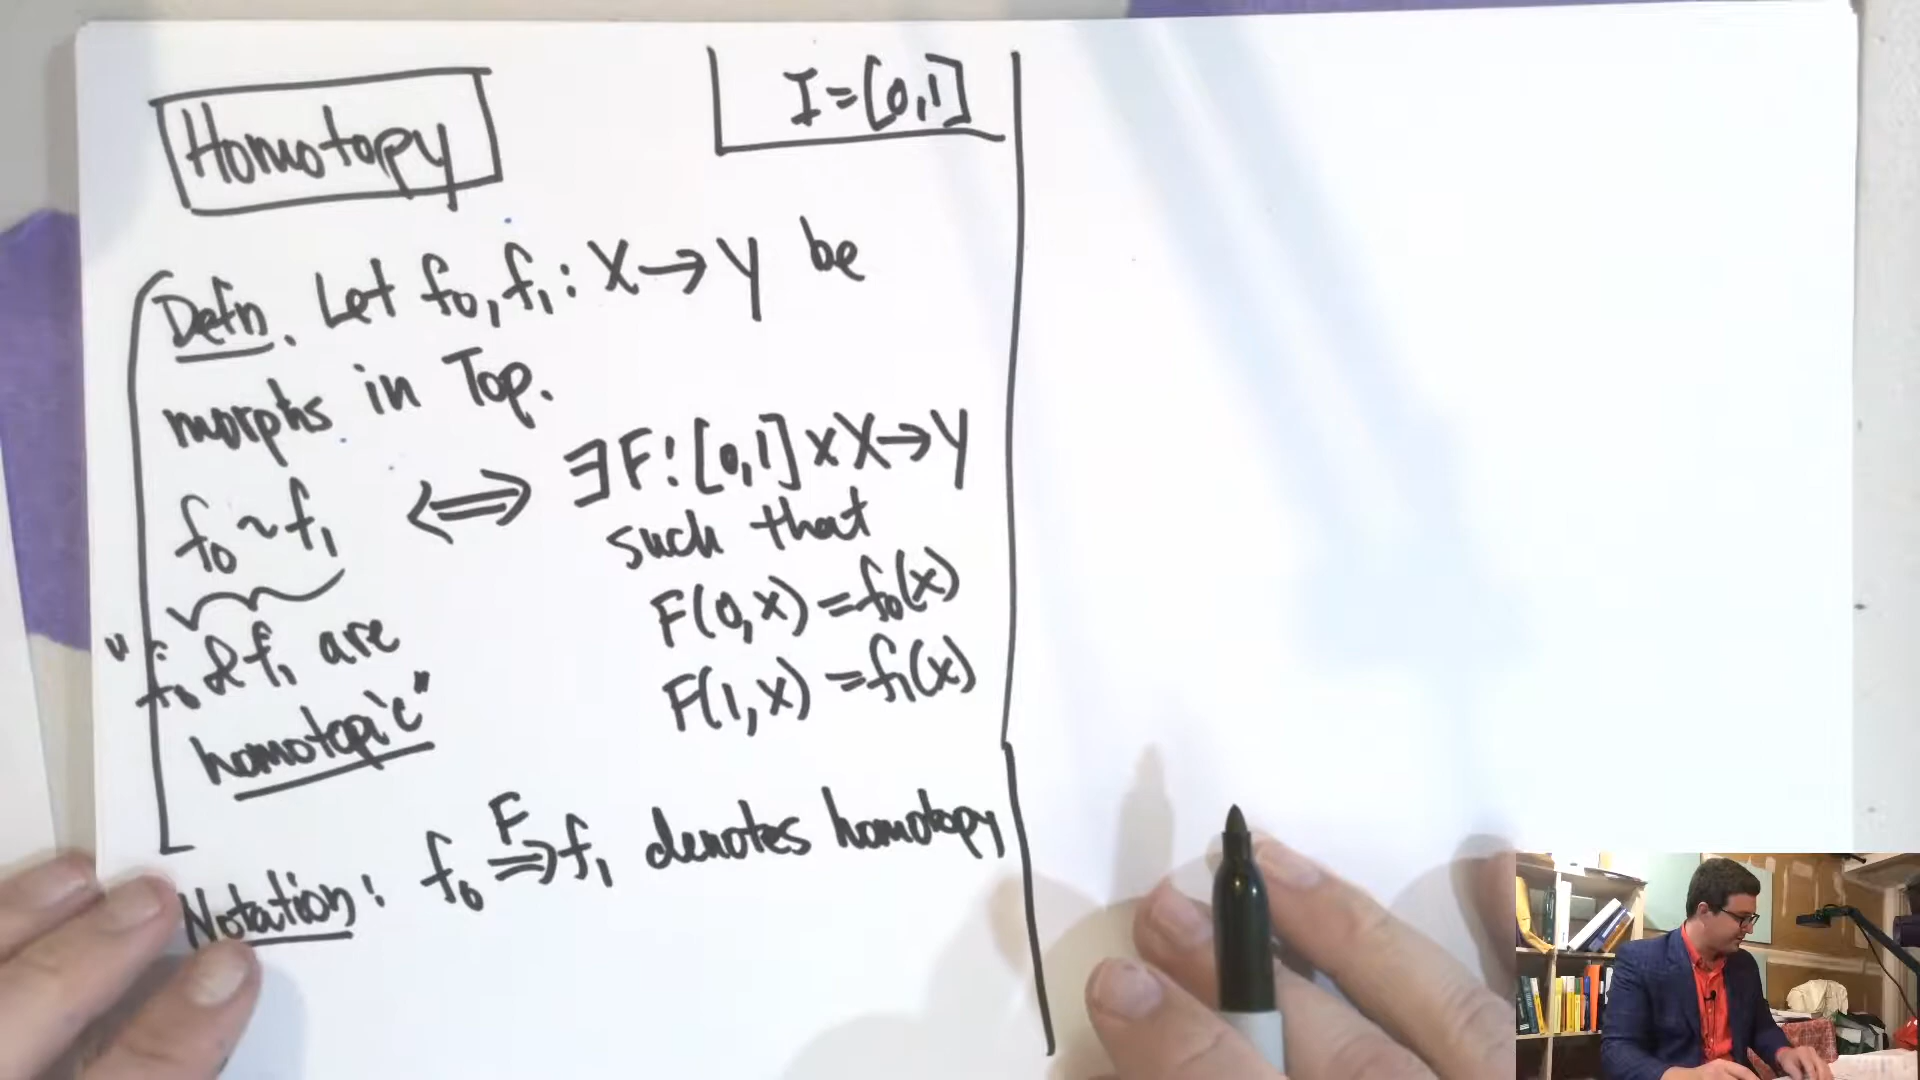 Homotopy
I=[0,1]
Defn. Let f₀,f₁: X→Y be
morphs in Top.
f₀~f₁ ⟺ ∃F:[0,1]×X→Y
such that
F(0,x)=f₀(x)
F(1,x)=f₁(x)
"f₀ & f₁ are
homotopic"
Notation: f₀ ⇒ᶠ f₁ denotes homotopy